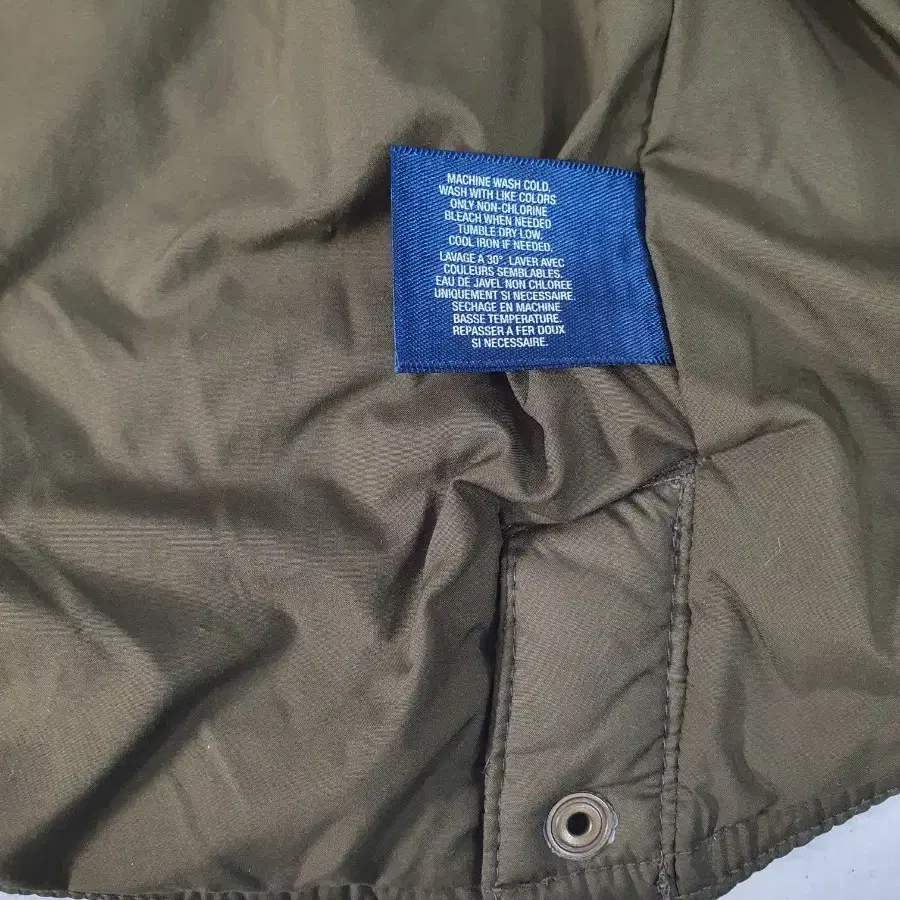 MACHINE WASH COLD,
WASH WITH LIKE COLORS
ONLY NON-CHLORINE
BLEACH WHEN NEEDED
TUMBLE DRY LOW.
COOL IRON IF NEEDED.
LAVAGE A 30°. LAVER AVEC
COULEURS SEMBLABLES.
EAU DE JAVEL NON CHLOREE
UNIQUEMENT SI NECESSAIRE.
SECHAGE EN MACHINE
BASSE TEMPERATURE.
REPASSER A FER DOUX
SI NECESSAIRE.